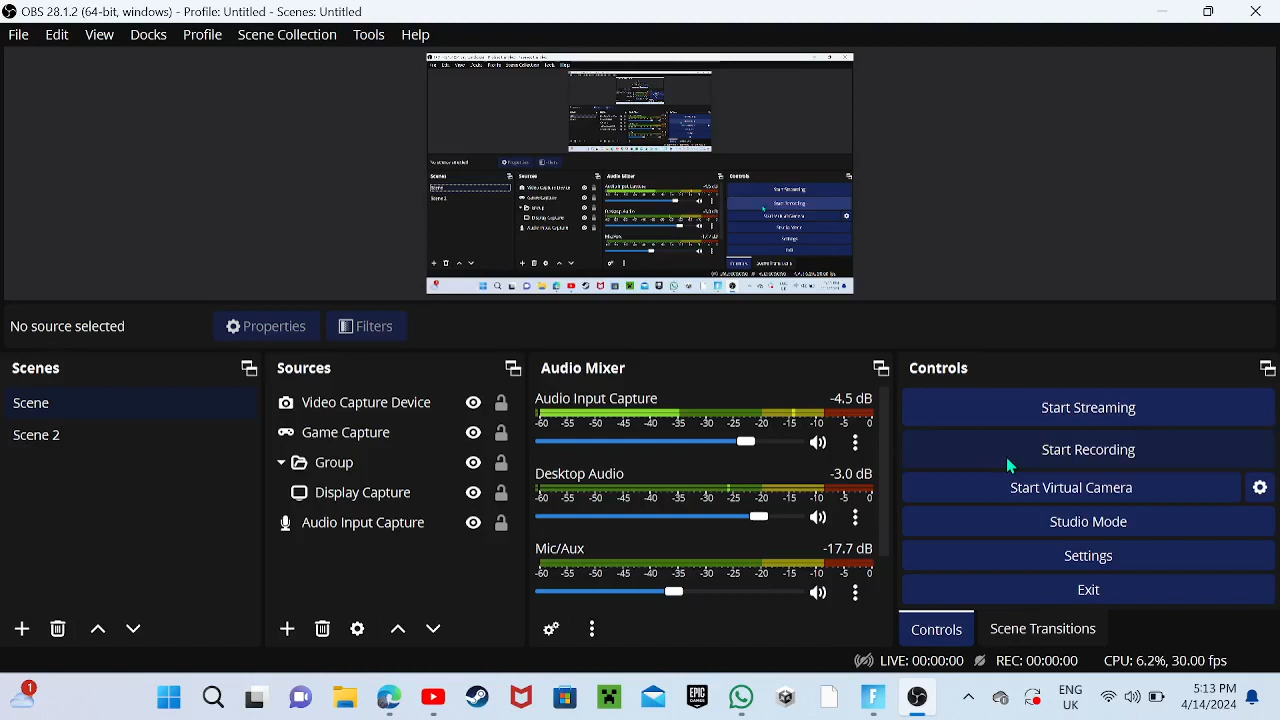 OBS 28.1.2 (64-bit, windows) - Profile: Untitled - Scenes: Untitled
File Edit View Docks Profile Scene Collection Tools Help
No source selected Properties Filters
Scenes
Scene
Scene 2
Sources
Video Capture Device
Game Capture
Group
Display Capture
Audio Input Capture
Audio Mixer
Audio Input Capture -4.5 dB
-60 -55 -50 -45 -40 -35 -30 -25 -20 -15 -10 -5 0
Desktop Audio -3.0 dB
-60 -55 -50 -45 -40 -35 -30 -25 -20 -15 -10 -5 0
Mic/Aux -17.7 dB
-60 -55 -50 -45 -40 -35 -30 -25 -20 -15 -10 -5 0
Controls
Start Streaming
Start Recording
Start Virtual Camera
Studio Mode
Settings
Exit
Controls Scene Transitions
LIVE: 00:00:00 REC: 00:00:00 CPU: 6.2%, 30.00 fps
1
EPIC GAMES
ENG
UK
5:13 PM
4/14/2024